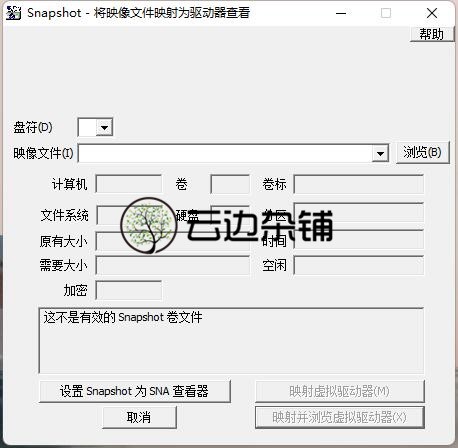 Snapshot - 将映像文件映射为驱动器查看
帮助
盘符(D)
映像文件(I)
浏览(B)
计算机 卷 卷标
文件系统 硬盘 分区
云边杂铺
原有大小 时间
需要大小 空闲
加密
这不是有效的 Snapshot 卷文件
设置 Snapshot 为 SNA 查看器
映射虚拟驱动器(M)
取消
映射并浏览虚拟驱动器(X)